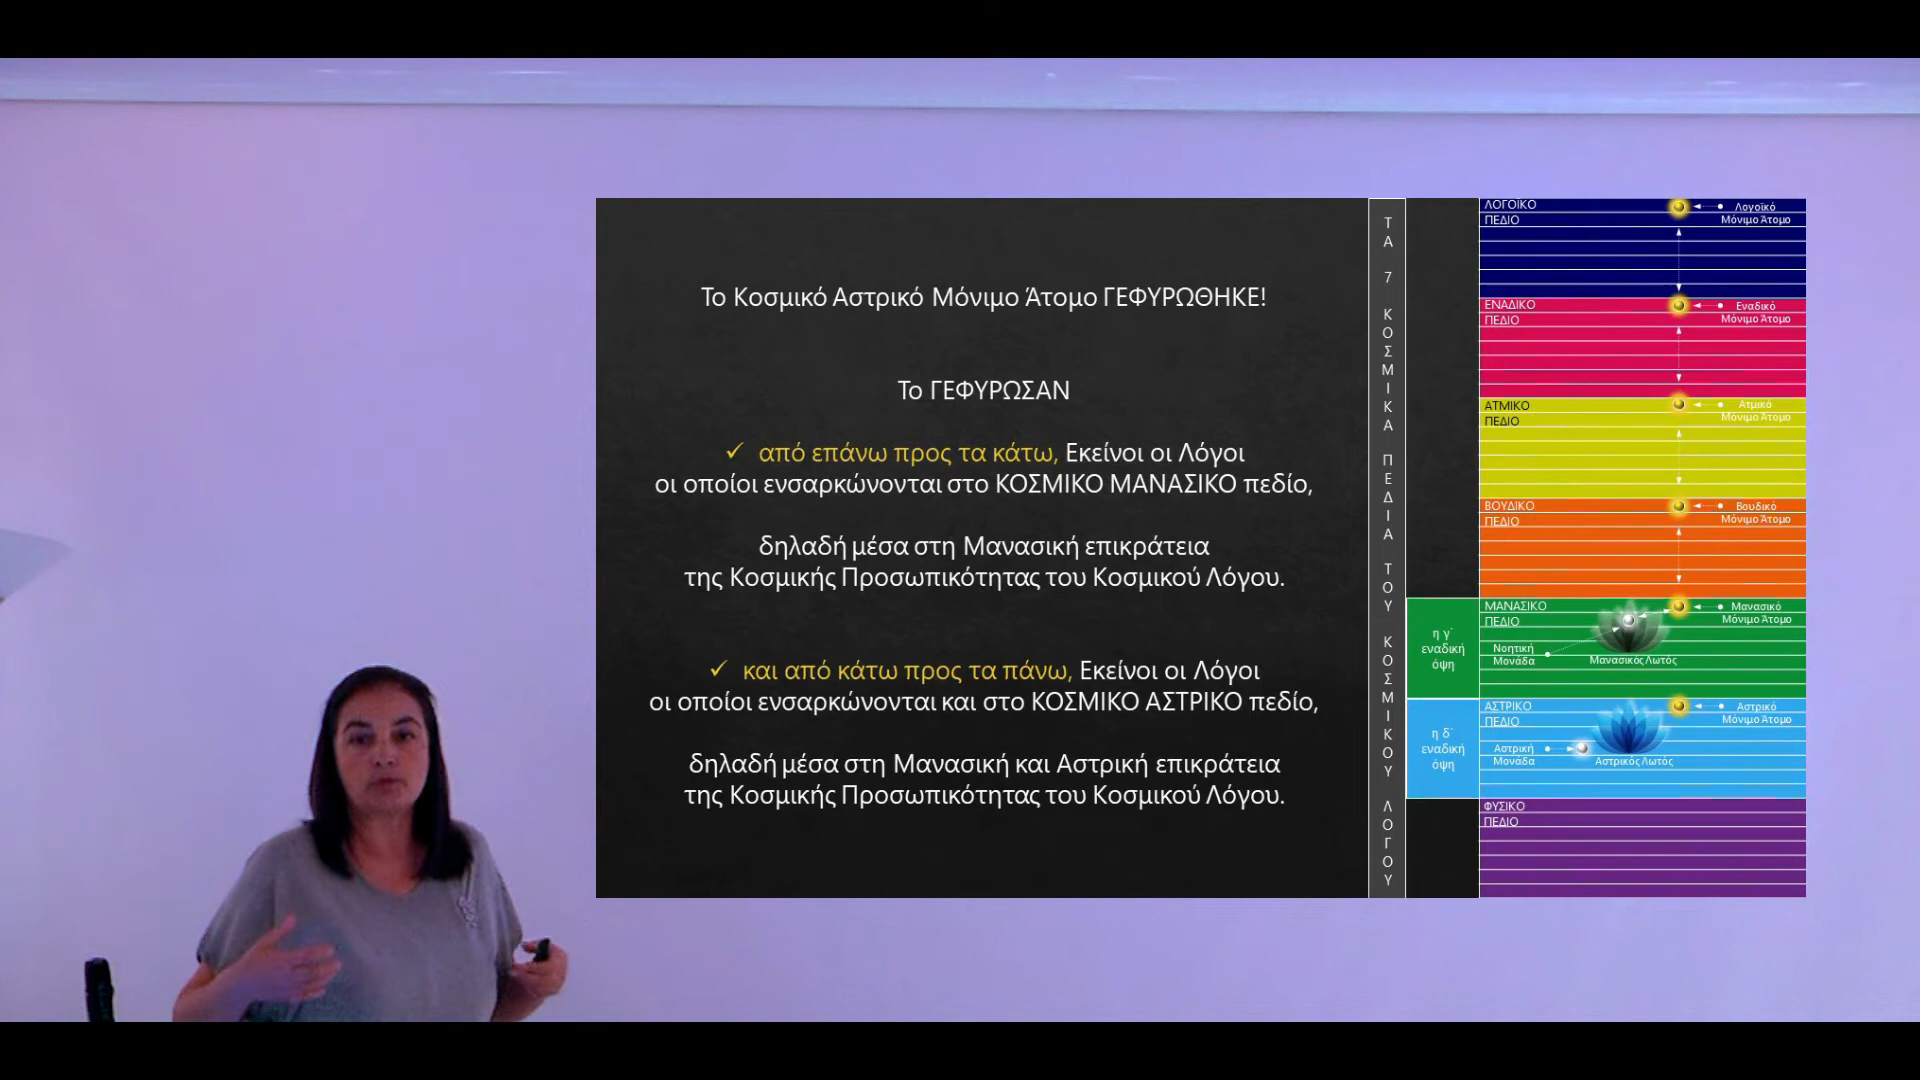 Το Κοσμικό Αστρικό Μόνιμο Άτομο ΓΕΦΥΡΩΘΗΚΕ!
Το ΓΕΦΥΡΩΣΑΝ
✓ από επάνω προς τα κάτω, Εκείνοι οι Λόγοι
οι οποίοι ενσαρκώνονται στο ΚΟΣΜΙΚΟ ΜΑΝΑΣΙΚΟ πεδίο,
δηλαδή μέσα στη Μανασική επικράτεια
της Κοσμικής Προσωπικότητας του Κοσμικού Λόγου.
✓ και από κάτω προς τα πάνω, Εκείνοι οι Λόγοι
οι οποίοι ενσαρκώνονται και στο ΚΟΣΜΙΚΟ ΑΣΤΡΙΚΟ πεδίο,
δηλαδή μέσα στη Μανασική και Αστρική επικράτεια
της Κοσμικής Προσωπικότητας του Κοσμικού Λόγου.
ΤΑ 7 ΚΟΣΜΙΚΑ ΠΕΔΙΑ ΤΟΥ ΚΟΣΜΙΚΟΥ ΛΟΓΟΥ
η γ΄
εναδική
όψη
η δ΄
εναδική
όψη
ΛΟΓΟΪΚΟ
ΠΕΔΙΟ
Λογοϊκό
Μόνιμο Άτομο
ΕΝΑΔΙΚΟ
ΠΕΔΙΟ
Εναδικό
Μόνιμο Άτομο
ΑΤΜΙΚΟ
ΠΕΔΙΟ
Ατμικό
Μόνιμο Άτομο
ΒΟΥΔΙΚΟ
ΠΕΔΙΟ
Βουδικό
Μόνιμο Άτομο
ΜΑΝΑΣΙΚΟ
ΠΕΔΙΟ
Μανασικό
Μόνιμο Άτομο
Νοητική
Μονάδα
Μανασικός Λωτός
ΑΣΤΡΙΚΟ
ΠΕΔΙΟ
Αστρικό
Μόνιμο Άτομο
Αστρική
Μονάδα
Αστρικός Λωτός
ΦΥΣΙΚΟ
ΠΕΔΙΟ